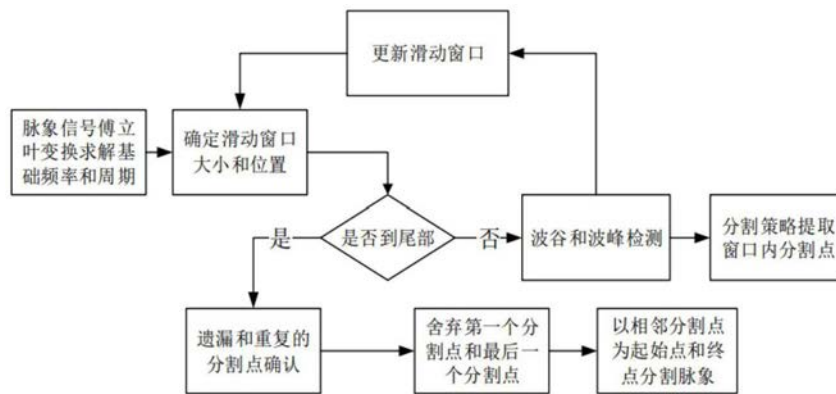 更新滑动窗口
脉象信号傅立
叶变换求解基
础频率和周期
确定滑动窗口
大小和位置
是
是否到尾部
否
波谷和波峰检测
分割策略提取
窗口内分割点
遗漏和重复的
分割点确认
舍弃第一个分
割点和最后一
个分割点
以相邻分割点
为起始点和终
点分割脉象